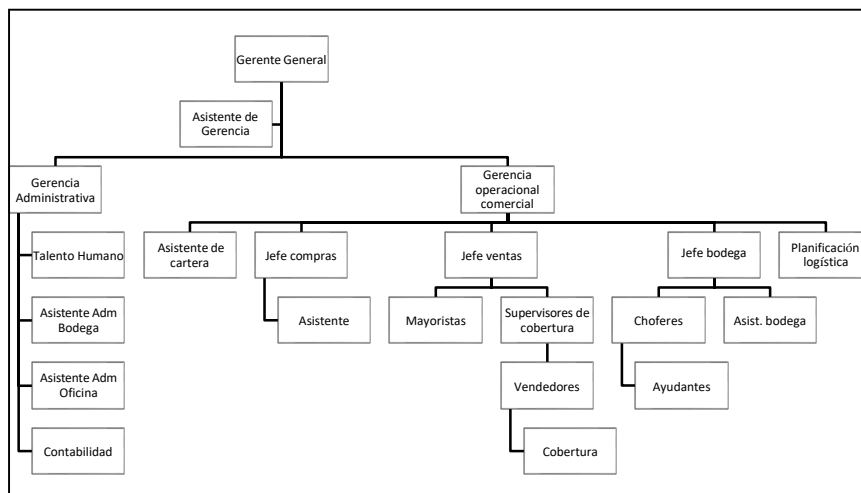 Gerente General
Asistente de
Gerencia
Gerencia
Administrativa
Gerencia
operacional
comercial
Talento Humano
Asistente Adm
Bodega
Asistente Adm
Oficina
Contabilidad
Asistente de
cartera
Jefe compras
Jefe ventas
Jefe bodega
Planificación
logística
Asistente
Mayoristas
Supervisores de
cobertura
Choferes
Asist. bodega
Vendedores
Ayudantes
Cobertura